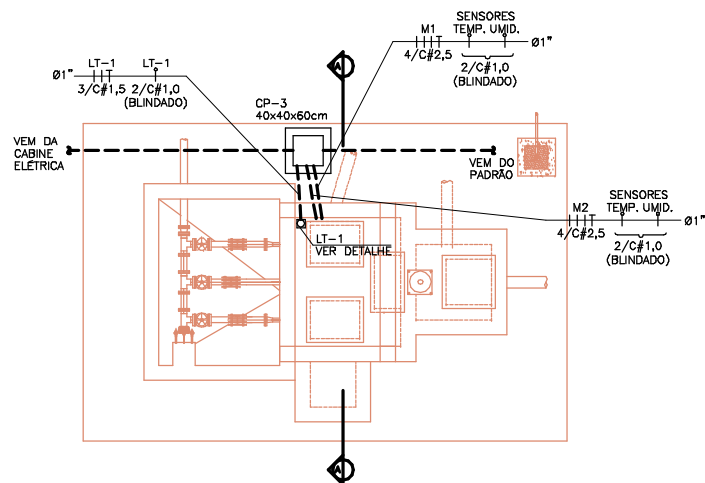 M1
SENSORES
TEMP. UMID.
Ø1"
4/C#2,5
2/C#1,0
(BLINDADO)
LT-1
LT-1
Ø1"
3/C#1,5
2/C#1,0
(BLINDADO)
A
CP-3
40x40x60cm
VEM DA
CABINE
ELÉTRICA
VEM DO
PADRÃO
M2
SENSORES
TEMP. UMID.
Ø1"
4/C#2,5
2/C#1,0
(BLINDADO)
LT-1
VER DETALHE
A